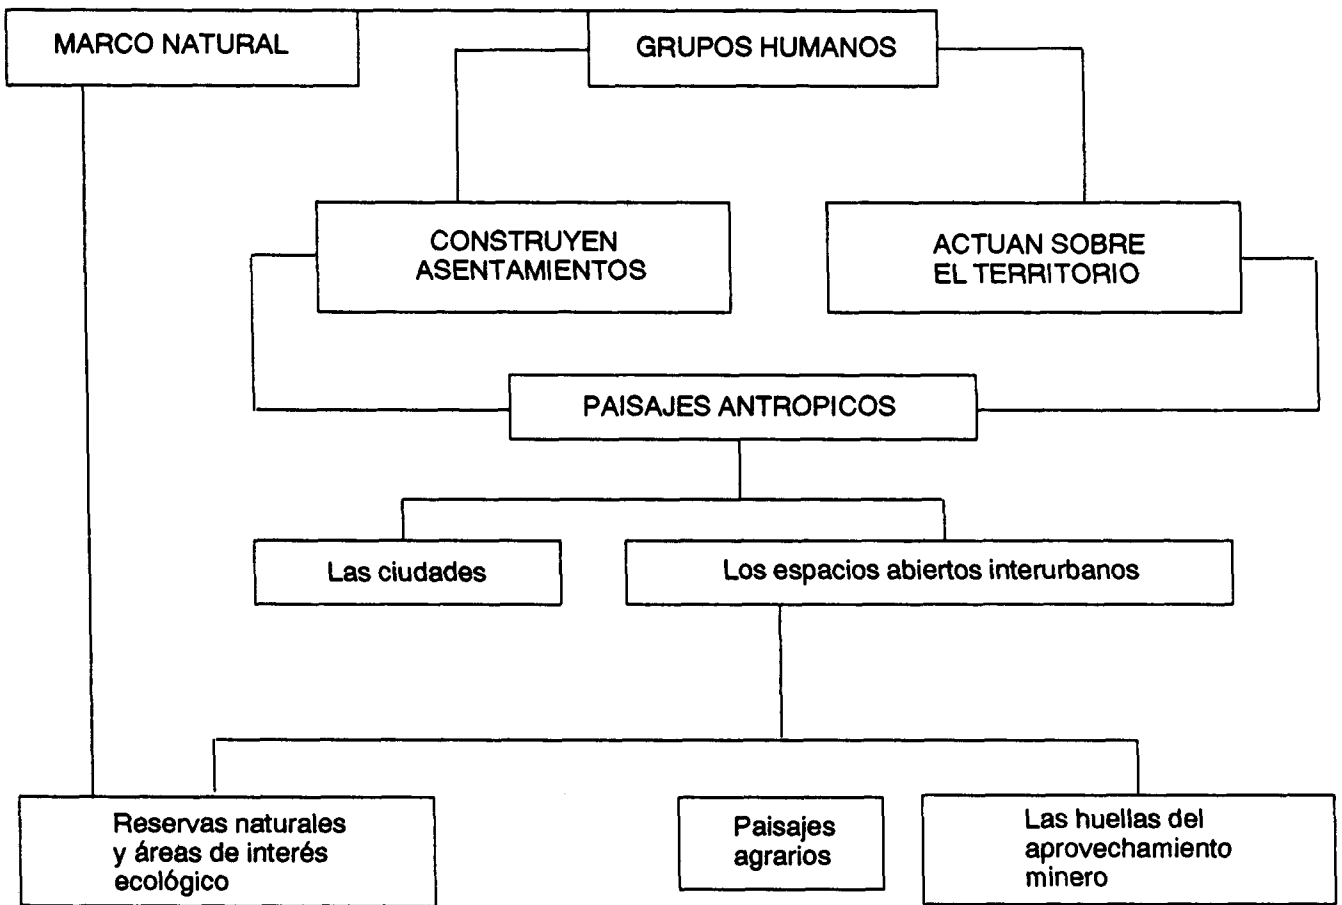 MARCO NATURAL
GRUPOS HUMANOS
CONSTRUYEN
ASENTAMIENTOS
ACTUAN SOBRE
EL TERRITORIO
PAISAJES ANTROPICOS
Las ciudades
Los espacios abiertos interurbanos
Reservas naturales
y áreas de interés
ecológico
Paisajes
agrarios
Las huellas del
aprovechamiento
minero